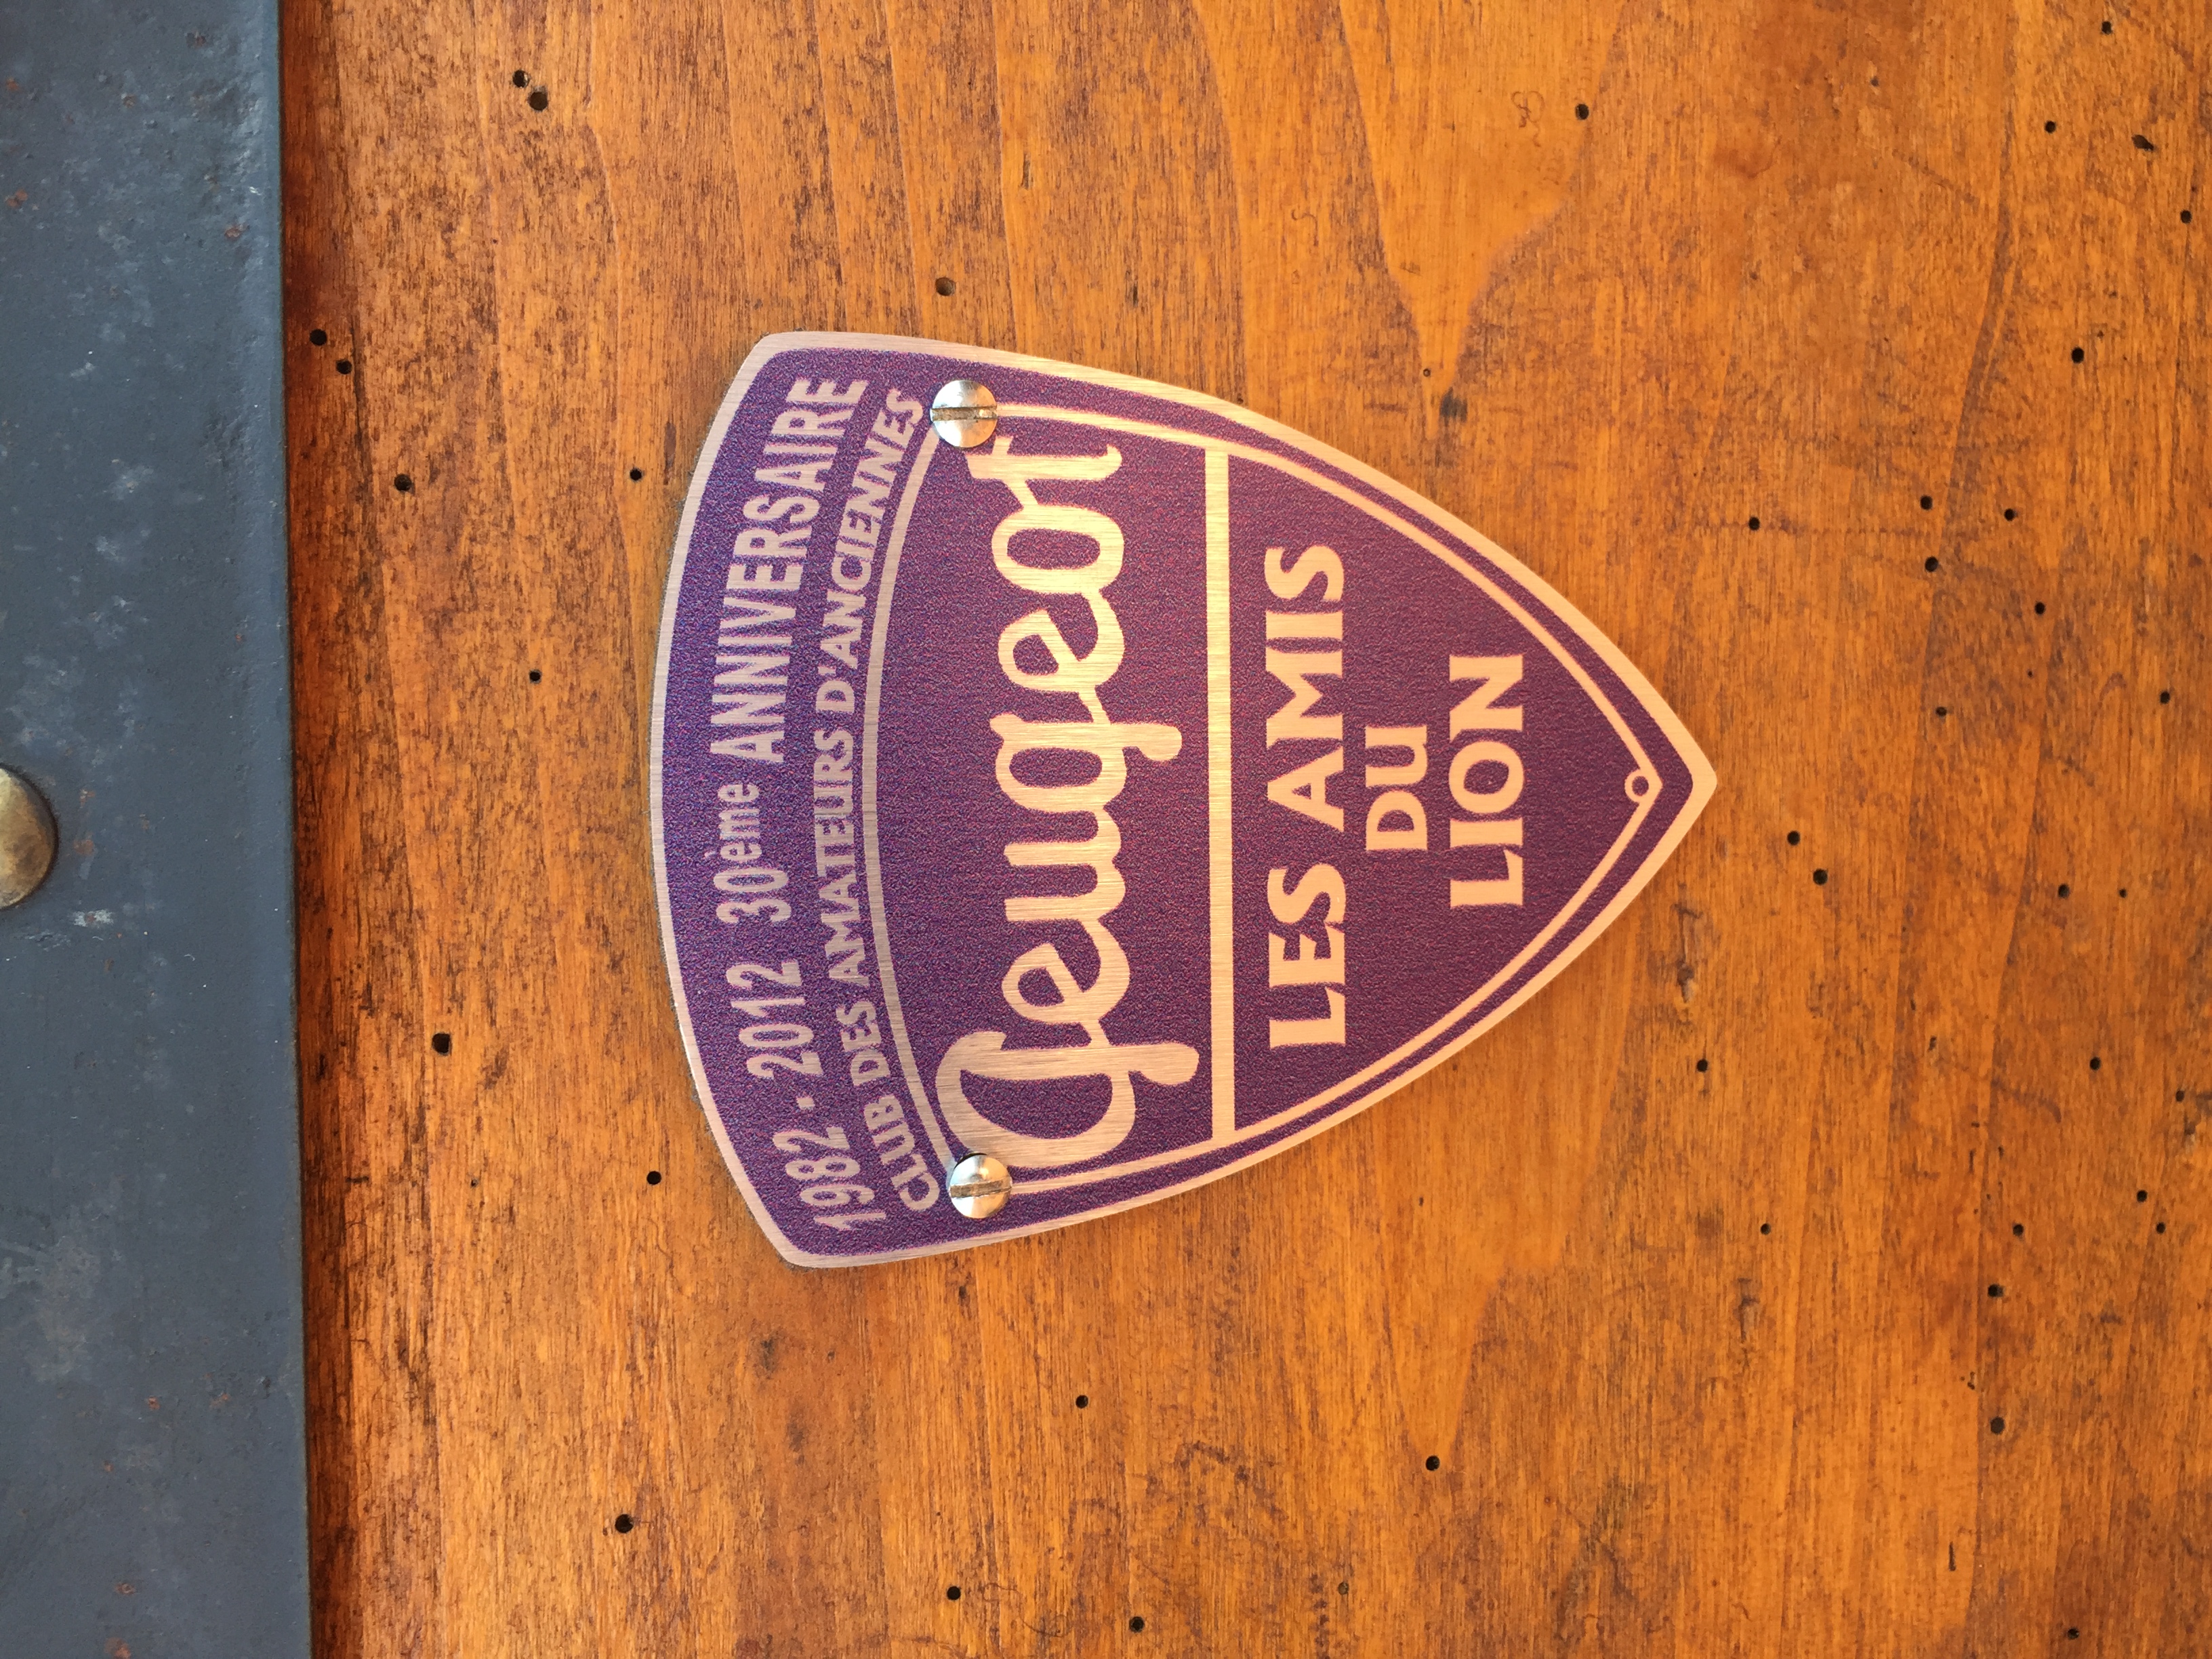 1982 - 2012 30ème ANNIVERSAIRE
CLUB DES AMATEURS D'ANCIENNES
Peugeot
LES AMIS
DU
LION